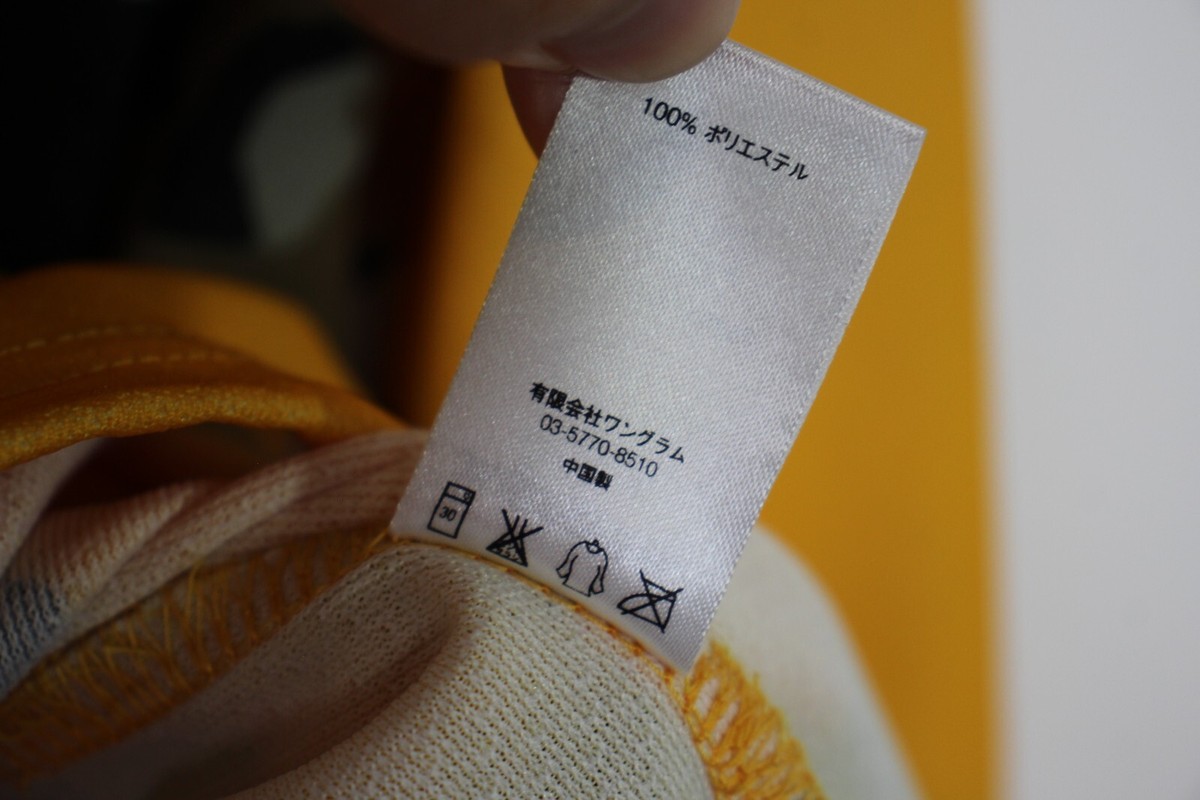 100% ポリエステル
有限会社ワングラム
03-5770-8510
中国製
30